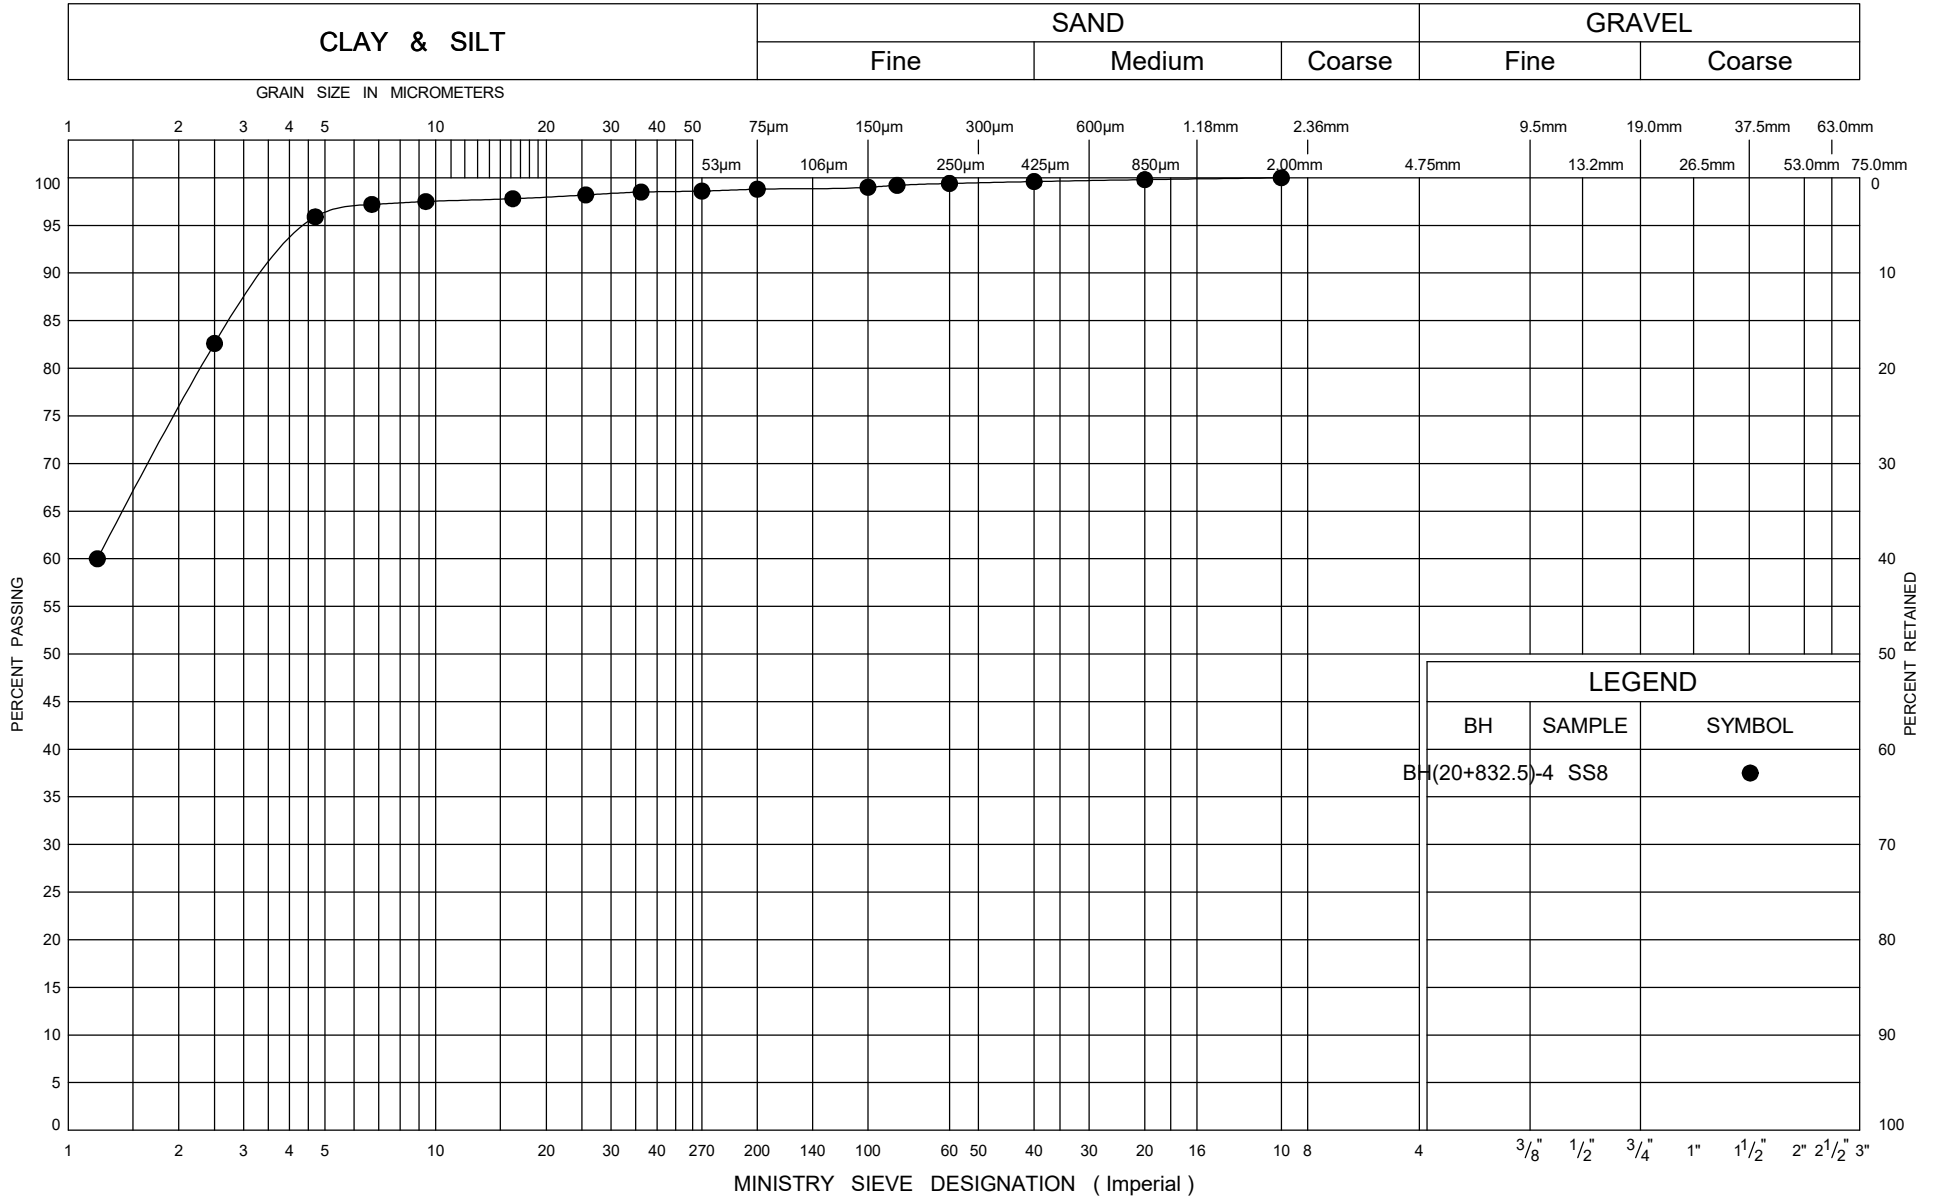 SAND GRAVEL
CLAY & SILT
Fine Medium Coarse Fine Coarse
GRAIN SIZE IN MICROMETERS
1 2 3 4 5 10 20 30 40 50 75µm 150µm 300µm 600µm 1.18mm 2.36mm 9.5mm 19.0mm 37.5mm 63.0mm
53µm 106µm 250µm 425µm 850µm 2.00mm 4.75mm 13.2mm 26.5mm 53.0mm 75.0mm
100 0
95
90 10
85
80 20
75
70 30
65
60 40
55
50 50
45
40 60
35
30 70
25
20 80
15
10 90
5
0 100
PERCENT PASSING
PERCENT RETAINED
LEGEND
BH SAMPLE SYMBOL
BH(20+832.5)-4 SS8
1 2 3 4 5 10 20 30 40 270 200 140 100 60 50 40 30 20 16 10 8 4 3/8" 1/2" 3/4" 1" 1 1/2" 2" 2 1/2" 3"
MINISTRY SIEVE DESIGNATION ( Imperial )